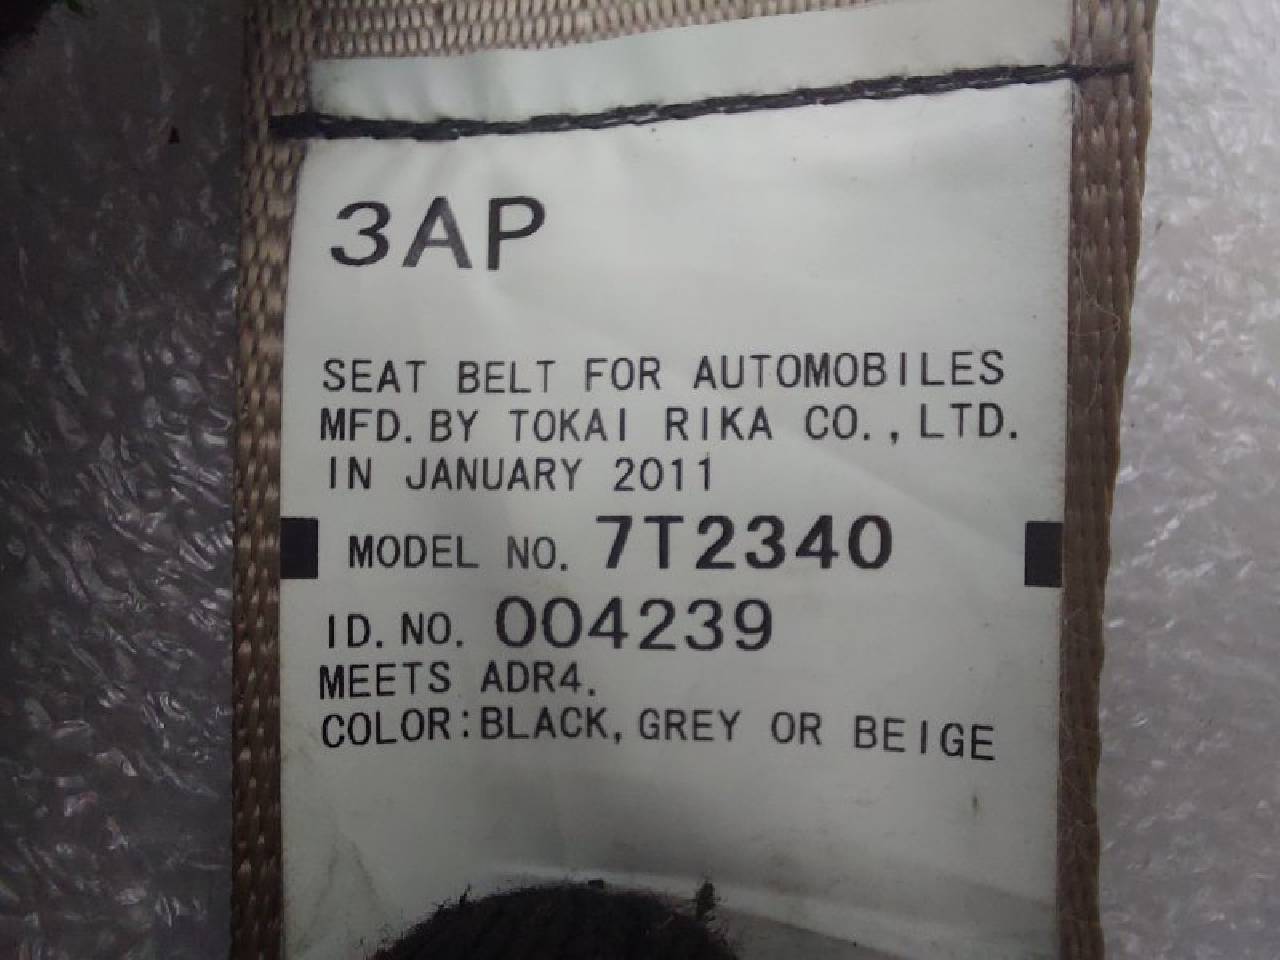 3AP
SEAT BELT FOR AUTOMOBILES
MFD. BY TOKAI RIKA CO., LTD.
IN JANUARY 2011
MODEL NO. 7T2340
ID. NO. 004239
MEETS ADR4.
COLOR:BLACK, GREY OR BEIGE